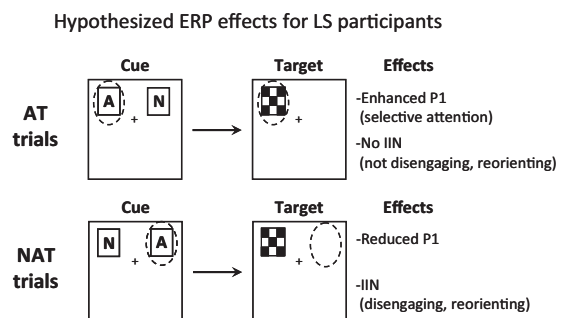 Hypothesized ERP effects for LS participants
Cue Target Effects
AT
trials
A N
+ +
-Enhanced P1
(selective attention)
-No IIN
(not disengaging, reorienting)
Cue Target Effects
NAT
trials
N A
+ +
-Reduced P1
-IIN
(disengaging, reorienting)